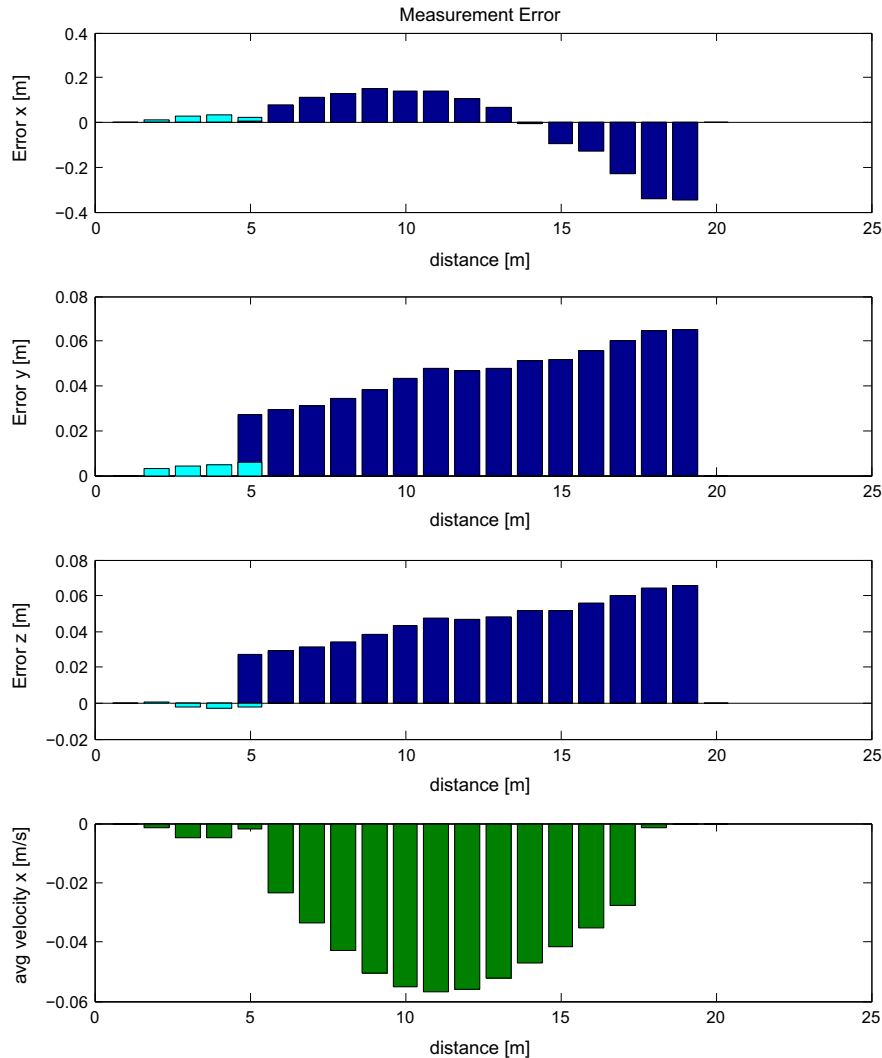 Measurement Error
Error x [m]
0.4
0.2
0
−0.2
−0.4
0 5 10 15 20 25
distance [m]
Error y [m]
0.08
0.06
0.04
0.02
0
0 5 10 15 20 25
distance [m]
Error z [m]
0.08
0.06
0.04
0.02
0
−0.02
0 5 10 15 20 25
distance [m]
avg velocity x [m/s]
0
−0.02
−0.04
−0.06
0 5 10 15 20 25
distance [m]